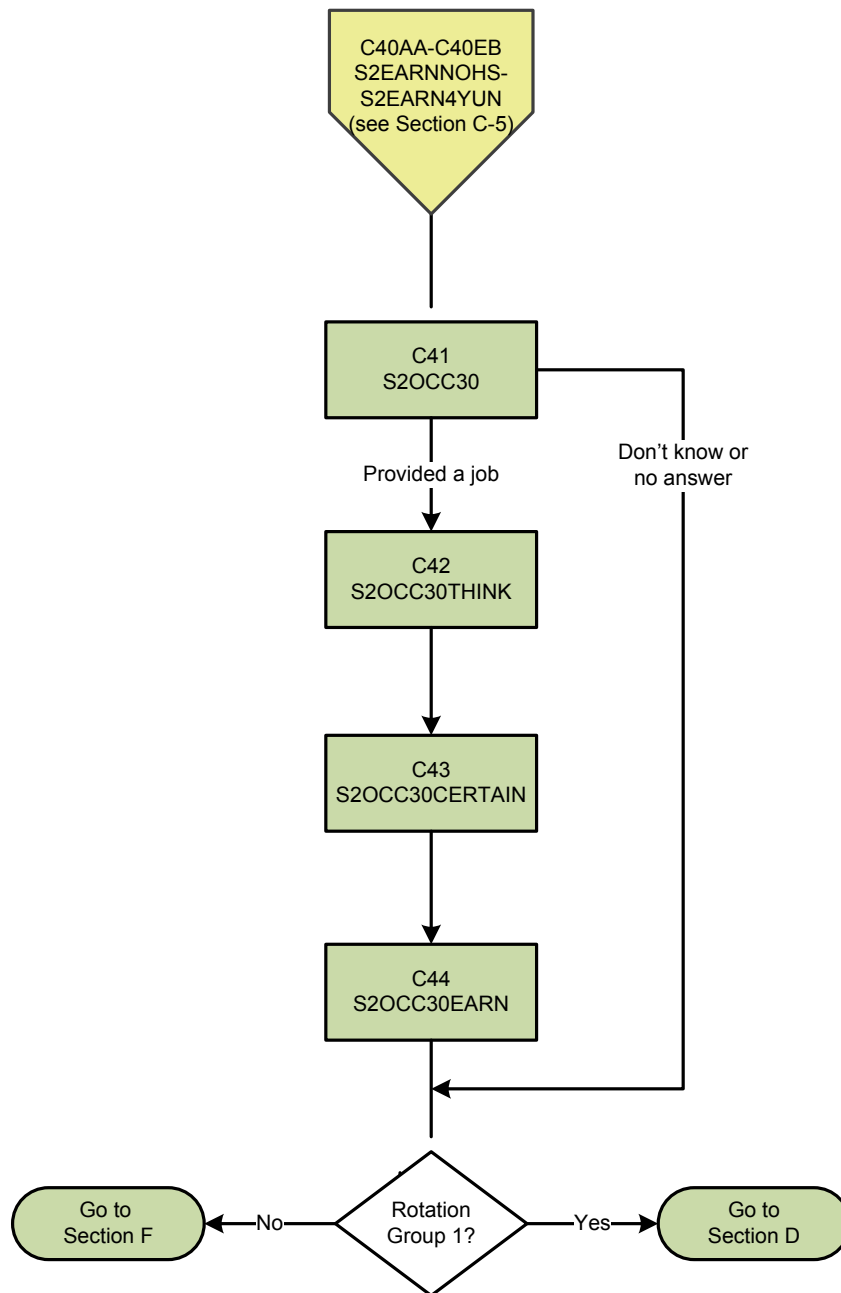 C40AA-C40EB
S2EARNNOHS-
S2EARN4YUN
(see Section C-5)
C41
S2OCC30
Provided a job
Don't know or
no answer
C42
S2OCC30THINK
C43
S2OCC30CERTAIN
C44
S2OCC30EARN
Go to
Section F
No
Rotation
Group 1?
Yes
Go to
Section D